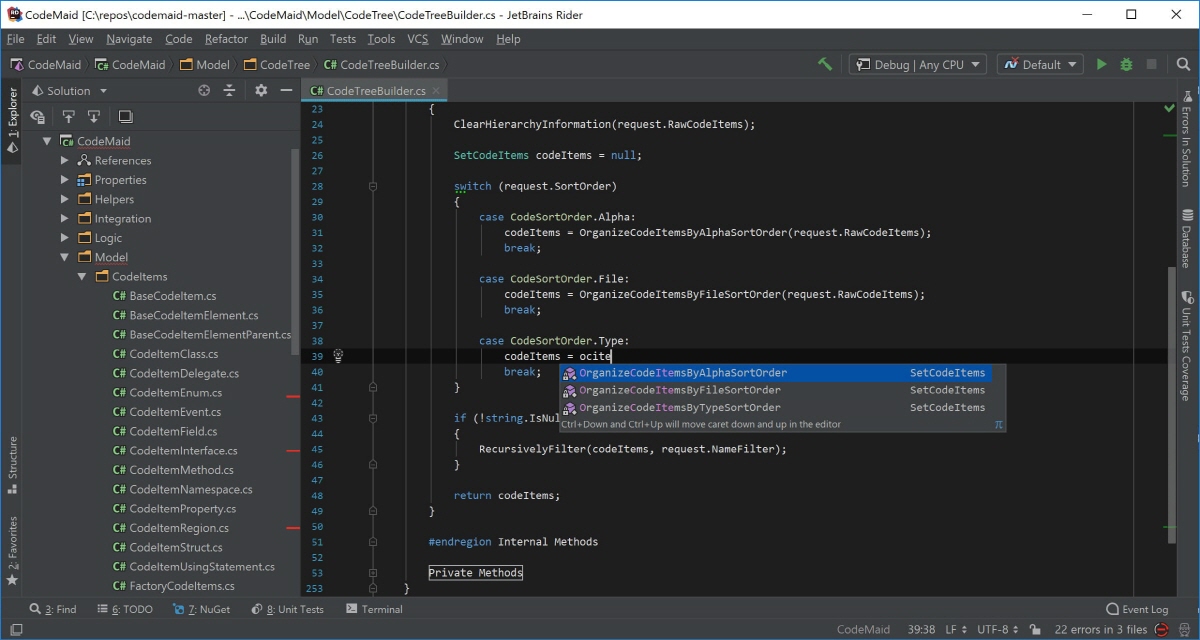 CodeMaid [C:\repos\codemaid-master] - ...\CodeMaid\Model\CodeTree\CodeTreeBuilder.cs - JetBrains Rider
File Edit View Navigate Code Refactor Build Run Tests Tools VCS Window Help
CodeMaid CodeMaid Model CodeTree C# CodeTreeBuilder.cs
Debug | Any CPU Default
1: Explorer
Solution
CodeMaid
References
Properties
Helpers
Integration
Logic
Model
CodeItems
C# BaseCodeItem.cs
C# BaseCodeItemElement.cs
C# BaseCodeItemElementParent.cs
C# CodeItemClass.cs
C# CodeItemDelegate.cs
C# CodeItemEnum.cs
C# CodeItemEvent.cs
C# CodeItemField.cs
C# CodeItemInterface.cs
C# CodeItemMethod.cs
C# CodeItemNamespace.cs
C# CodeItemProperty.cs
C# CodeItemRegion.cs
C# CodeItemStruct.cs
C# CodeItemUsingStatement.cs
C# FactoryCodeItems.cs
Structure
2: Favorites
C# CodeTreeBuilder.cs
23 {
24 ClearHierarchyInformation(request.RawCodeItems);
25
26 SetCodeItems codeItems = null;
27
28 switch (request.SortOrder)
29 {
30 case CodeSortOrder.Alpha:
31 codeItems = OrganizeCodeItemsByAlphaSortOrder(request.RawCodeItems);
32 break;
33
34 case CodeSortOrder.File:
35 codeItems = OrganizeCodeItemsByFileSortOrder(request.RawCodeItems);
36 break;
37
38 case CodeSortOrder.Type:
39 codeItems = ocite
40 break;
41 }
42
43 if (!string.IsNul
44 {
45 RecursivelyFilter(codeItems, request.NameFilter);
46 }
47
48 return codeItems;
49 }
50
51 #endregion Internal Methods
52
53 Private Methods
253 }
OrganizeCodeItemsByAlphaSortOrder SetCodeItems
OrganizeCodeItemsByFileSortOrder SetCodeItems
OrganizeCodeItemsByTypeSortOrder SetCodeItems
Ctrl+Down and Ctrl+Up will move caret down and up in the editor π
Errors In Solution
Database
Unit Tests Coverage
3: Find 6: TODO 7: NuGet 8: Unit Tests Terminal Event Log
CodeMaid 39:38 LF UTF-8 22 errors in 3 files